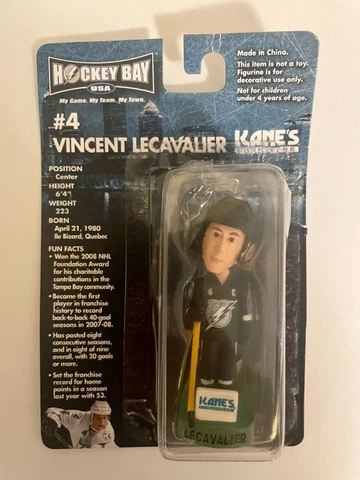 HOCKEY BAY
USA
My Game. My Team. My Town.
Made in China.
This item is not a toy.
Figurine is for
decorative use only.
Not for children
under 4 years of age.
#4
VINCENT LECAVALIER
KANE'S
FURNITURE
POSITION
Center
HEIGHT
6'4"
WEIGHT
223
BORN
April 21, 1980
Ile Bizard, Quebec
FUN FACTS
• Won the 2008 NHL
Foundation Award for
his charitable
contributions in the
Tampa Bay community.
• Became the first
player in franchise
history to record
back-to-back 40-goal
seasons in 2007-08.
• Has posted eight
consecutive seasons,
and eight of nine
overall, with 20 goals
or more.
• Set the franchise
record for home
points in a season
last year with 53.
4
C
KANE'S
FURNITURE
LECAVALIER